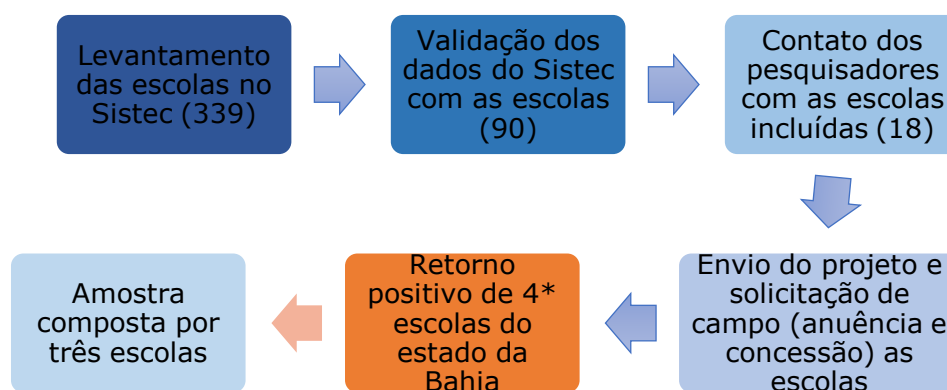 Levantamento
das escolas no
Sistec (339)
Validação dos
dados do Sistec
com as escolas
(90)
Contato dos
pesquisadores
com as escolas
incluídas (18)
Envio do projeto e
solicitação de
campo (anuência e
concessão) as
escolas
Retorno
positivo de 4*
escolas do
estado da
Bahia
Amostra
composta por
três escolas